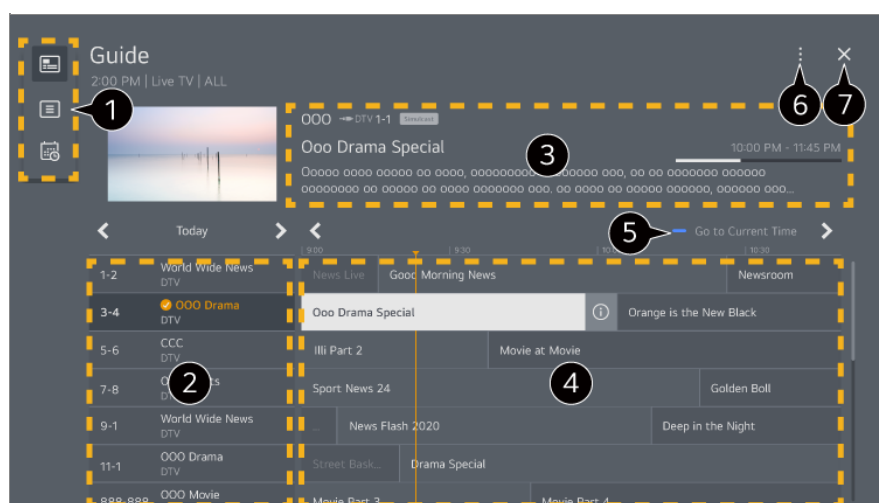 Guide
2:00 PM | Live TV | ALL
1
6
7
OOO DTV 1-1 Simulcast
Ooo Drama Special
3
10:00 PM - 11:45 PM
Ooooo oooo ooooo oo oooo, ooooooooo ooooo ooo, oo oo ooooooo oooooo
oooooooo oo ooooo oo oooo ooooooo ooo. oo oooo oo ooooo oooooo, oooooo ooo...
Today
5
Go to Current Time
9:00
9:30
10:30
1-2 World Wide News
DTV
News Live Good Morning News Newsroom
3-4 OOO Drama
DTV
Ooo Drama Special Orange is the New Black
5-6 CCC
DTV
Illi Part 2 Movie at Movie
7-8
2
Sport News 24 4 Golden Boll
9-1 World Wide News
DTV
... News Flash 2020 Deep in the Night
11-1 OOO Drama
DTV
Street Bask... Drama Special
888-888 OOO Movie
Movie Part 3 Movie Part 4